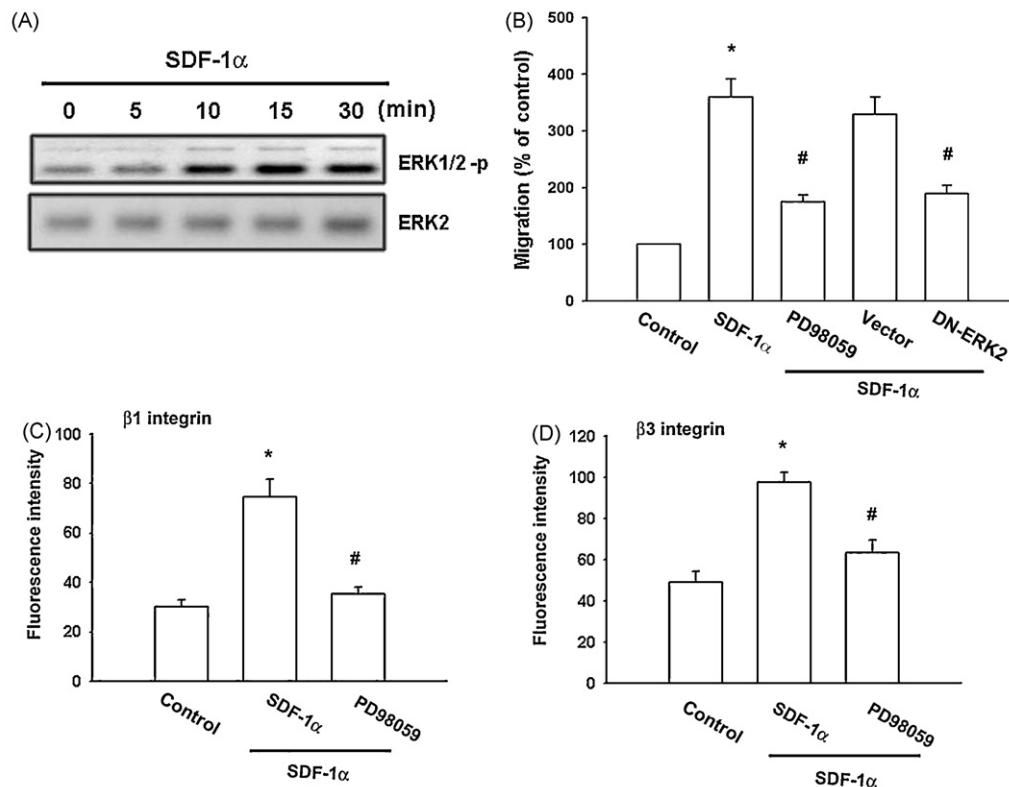 (A)
SDF-1α
0 5 10 15 30 (min)
ERK1/2 -p
ERK2
(B)
Migration (% of control)
500
400
300
200
100
0
Control SDF-1α PD98059 Vector DN-ERK2
SDF-1α
* # #
(C)
β1 integrin
Fluorescence intensity
100
80
60
40
20
0
* #
Control SDF-1α PD98059
SDF-1α
(D)
β3 integrin
Fluorescence intensity
120
100
80
60
40
20
0
* #
Control SDF-1α PD98059
SDF-1α